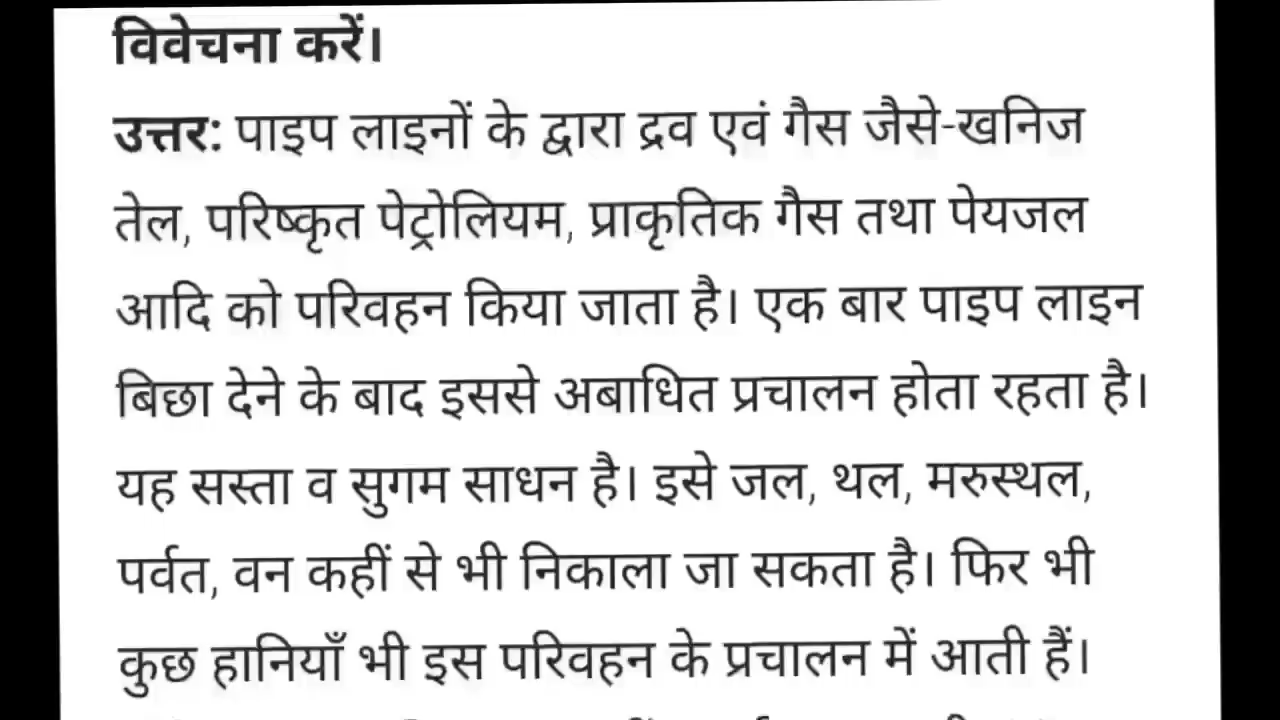 विवेचना करें।
उत्तर: पाइप लाइनों के द्वारा द्रव एवं गैस जैसे-खनिज
तेल, परिष्कृत पेट्रोलियम, प्राकृतिक गैस तथा पेयजल
आदि को परिवहन किया जाता है। एक बार पाइप लाइन
बिछा देने के बाद इससे अबाधित प्रचालन होता रहता है।
यह सस्ता व सुगम साधन है। इसे जल, थल, मरुस्थल,
पर्वत, वन कहीं से भी निकाला जा सकता है। फिर भी
कुछ हानियाँ भी इस परिवहन के प्रचालन में आती हैं।